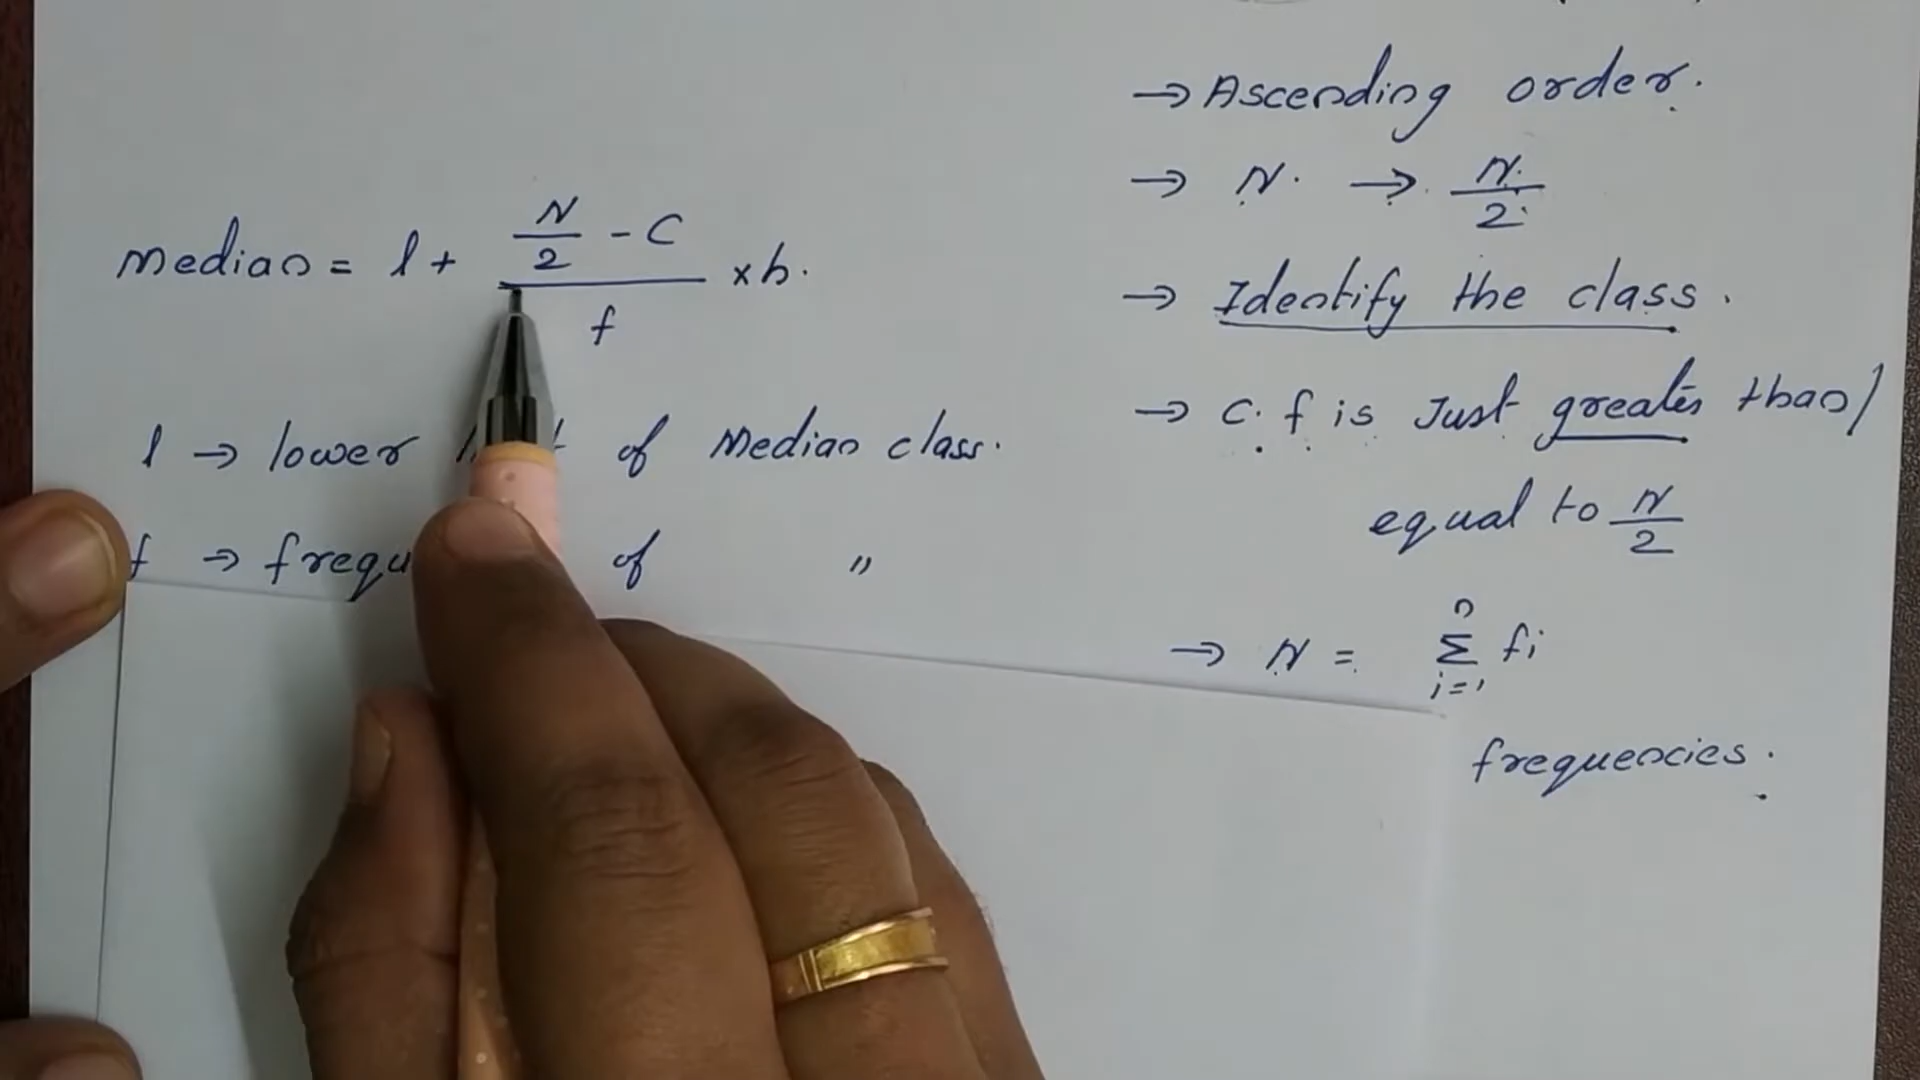 Median = l + (N/2 - C)/f × h.
l → lower of Median class.
f → of "
→ Ascending order.
→ N. → N/2
→ Identify the class.
→ C.f is Just greater than/
equal to N/2
→ N = Σ_{i=1}^{n} fi
frequencies.